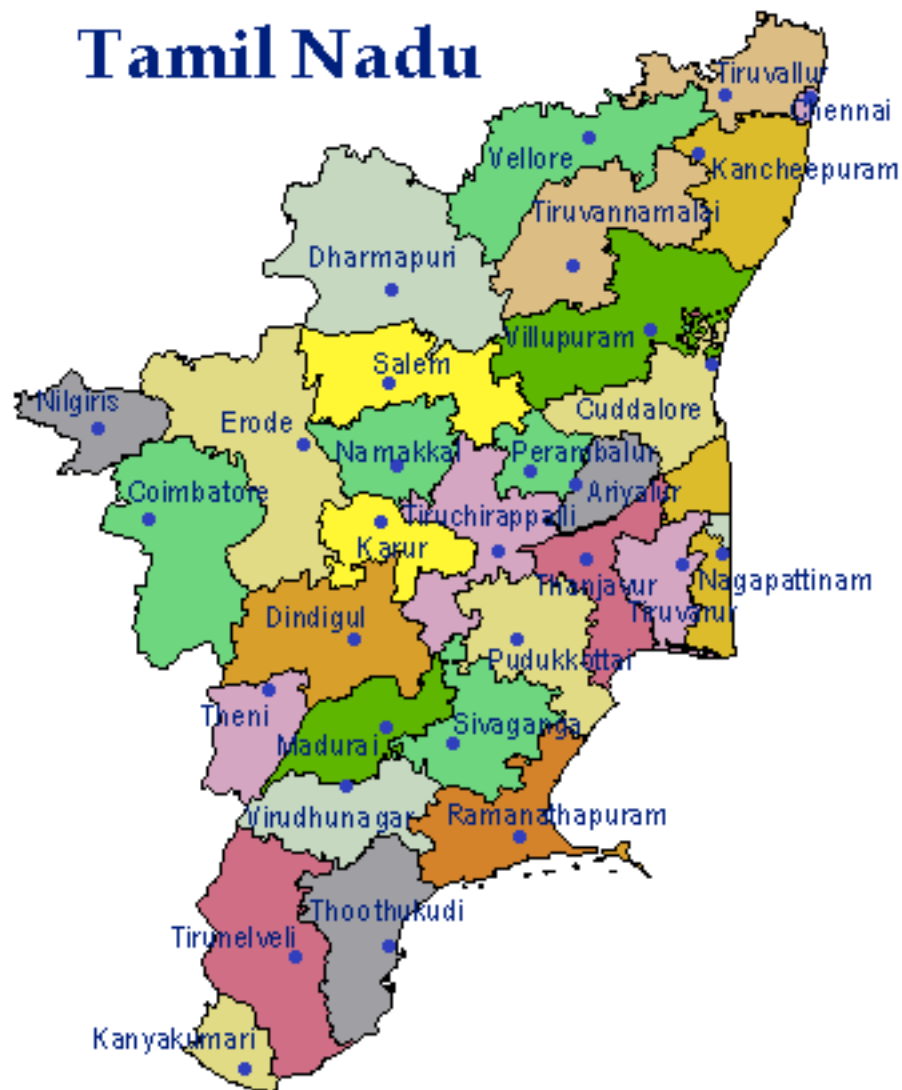 Tamil Nadu
Tiruvallur
Chennai
Vellore
Kancheepuram
Tiruvannamalai
Dharmapuri
Villupuram
Salem
Nilgiris
Erode
Cuddalore
Namakkal
Perambalur
Coimbatore
Ariyalur
Tiruchirappalli
Karur
Thanjavur
Nagapattinam
Tiruvarur
Dindigul
Pudukkottar
Theni
Sivaganga
Madurai
Virudhunagar
Ramanathapuram
Thoothukudi
Tirunelveli
Kanyakumari